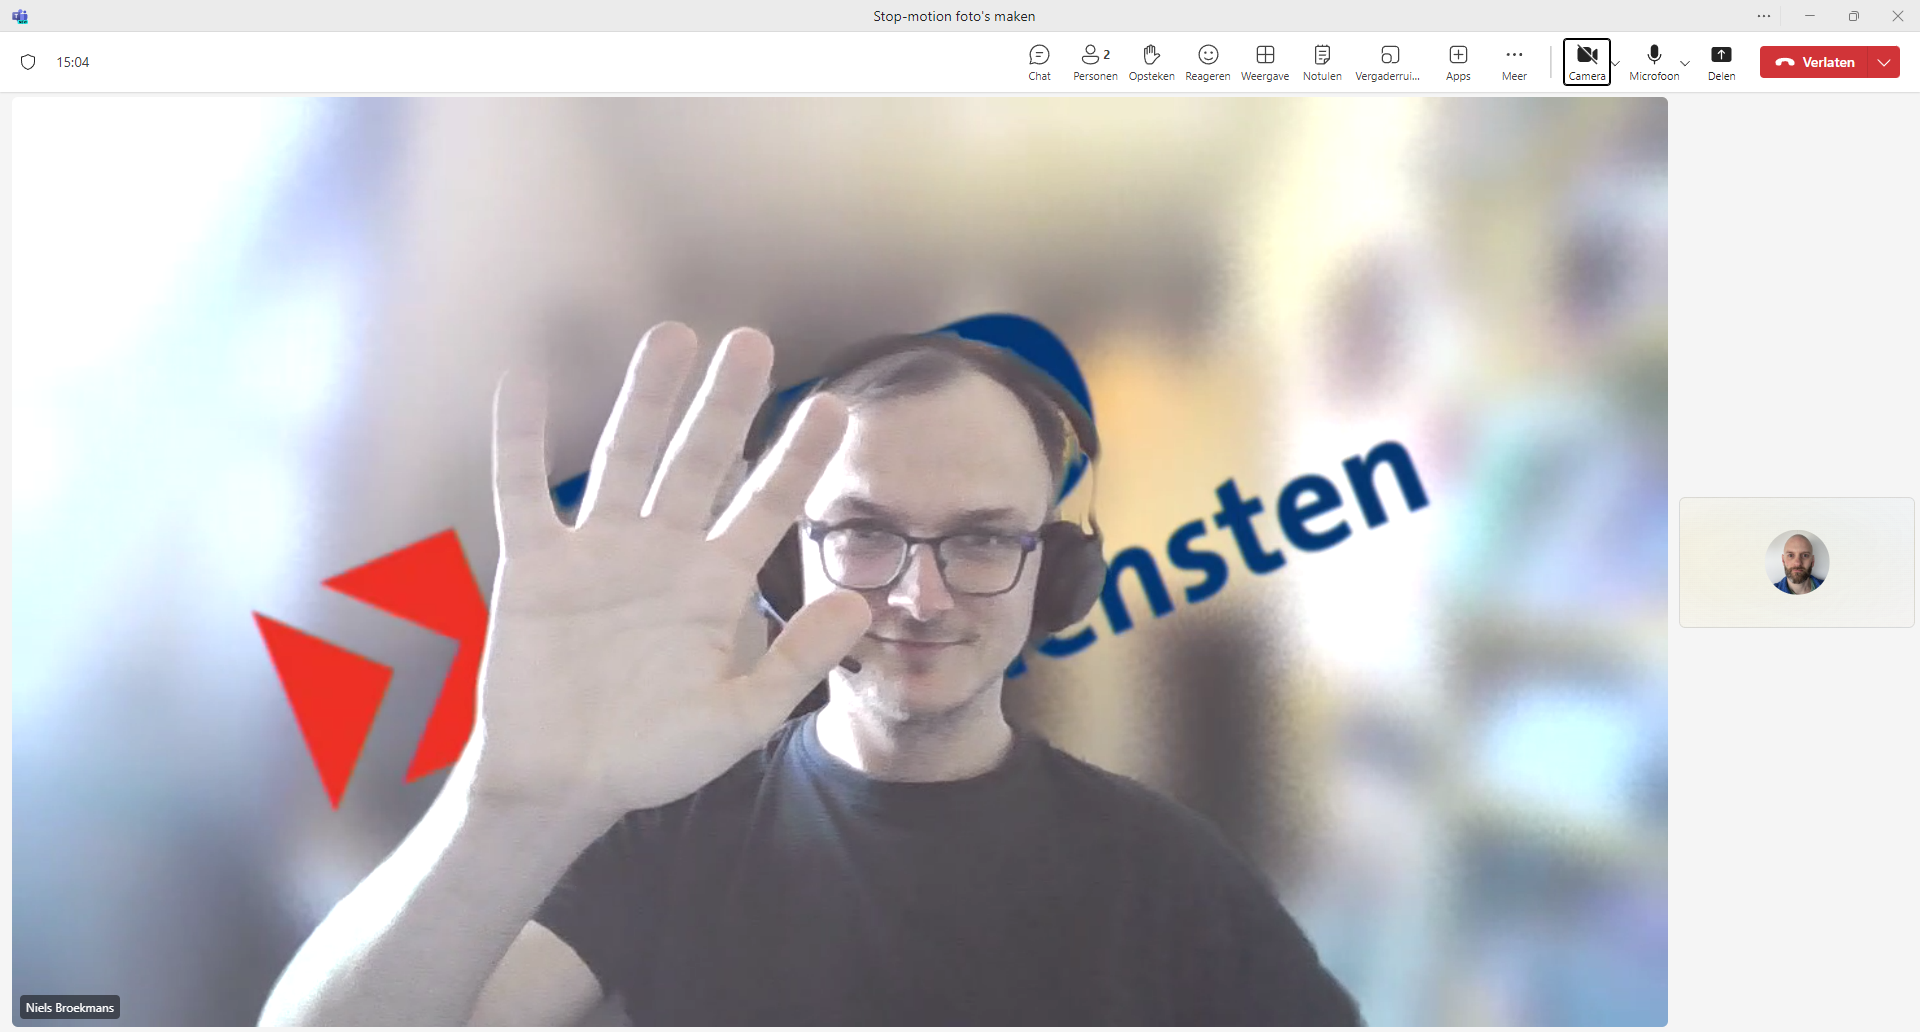 Stop-motion foto's maken
15:04
Chat
Personen 2
Opsteken
Reageren
Weergave
Notulen
Vergaderrui...
Apps
Meer
Camera
Microfoon
Delen
Verlaten
nsten
Niels Broekmans